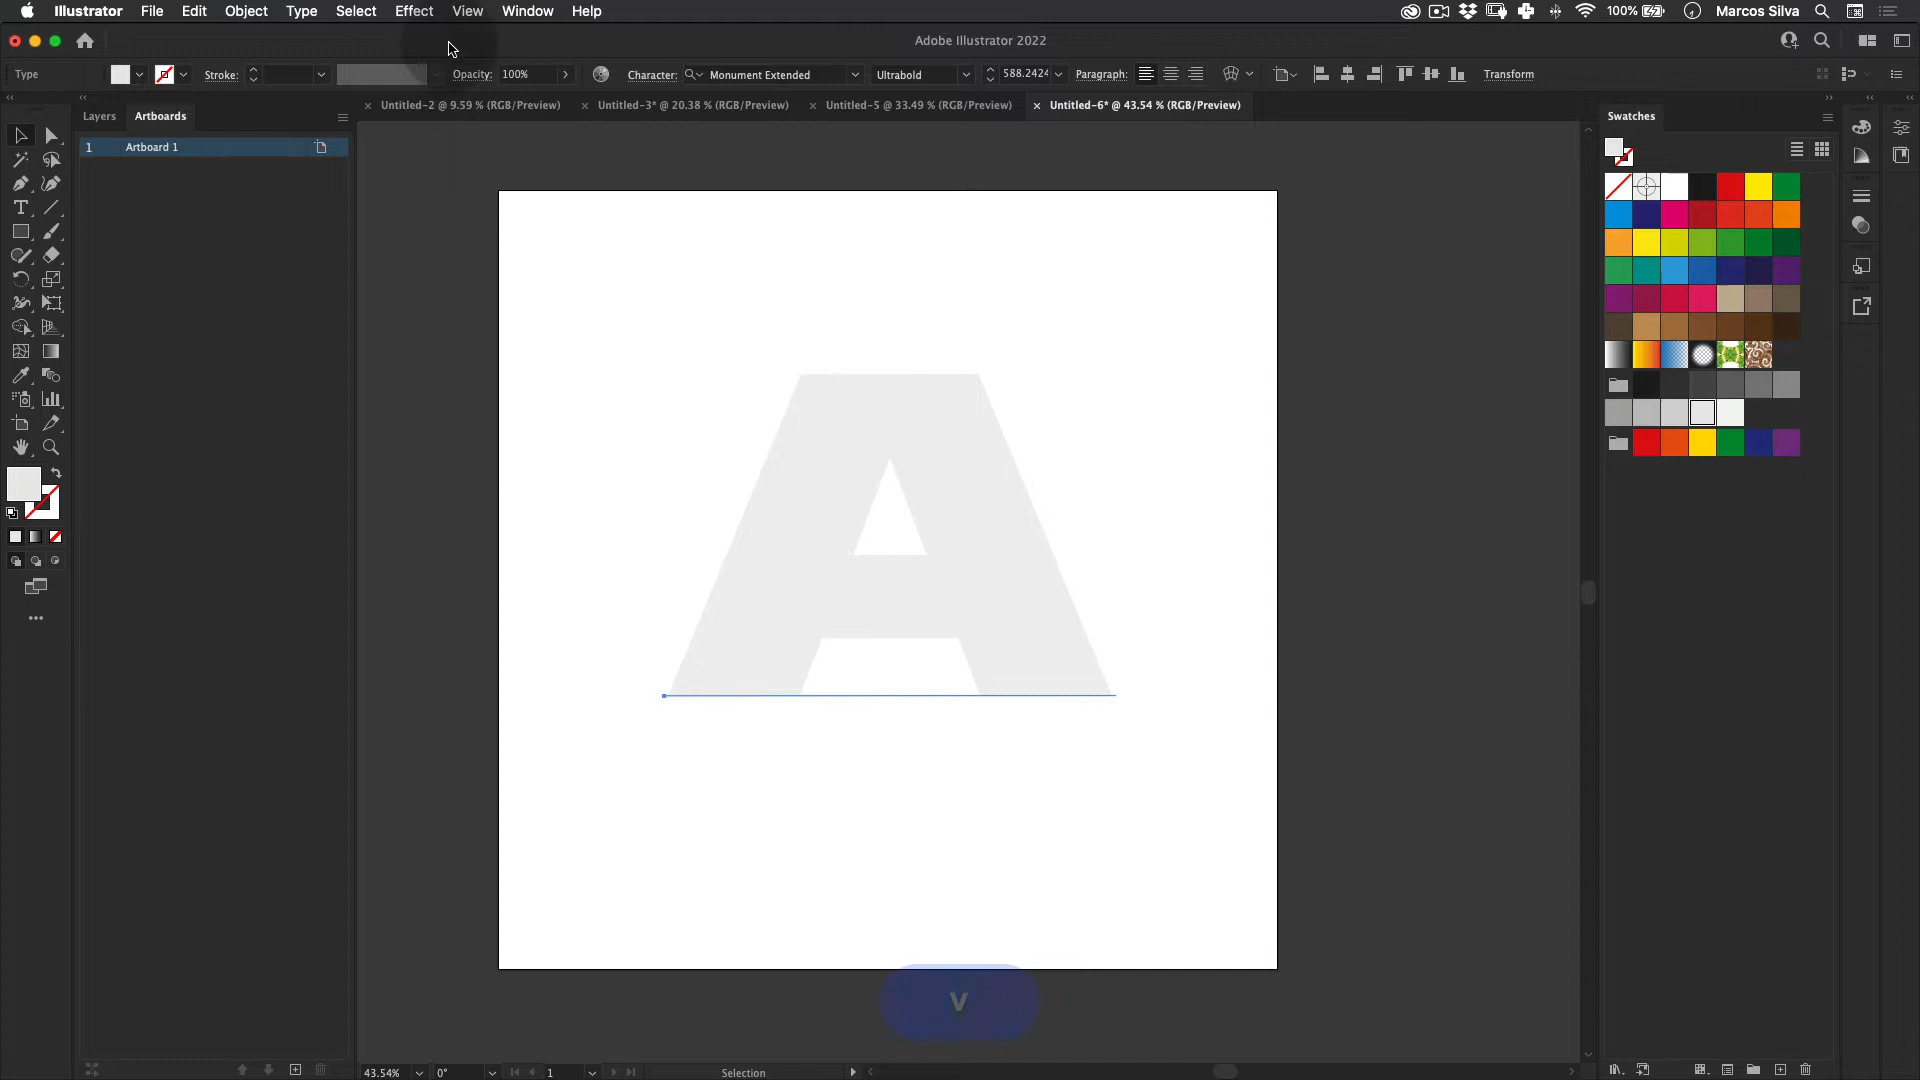 Illustrator File Edit Object Type Select Effect View Window Help
100% Marcos Silva
Adobe Illustrator 2022
Type Stroke: Opacity: 100% Character: Monument Extended Ultrabold 588.2424 Paragraph: Transform
Layers Artboards
Untitled-2 @ 9.59 % (RGB/Preview) Untitled-3* @ 20.38 % (RGB/Preview) Untitled-5 @ 33.49 % (RGB/Preview) Untitled-6* @ 43.54 % (RGB/Preview)
Swatches
1 Artboard 1
A
V
43.54% 0° 1 Selection